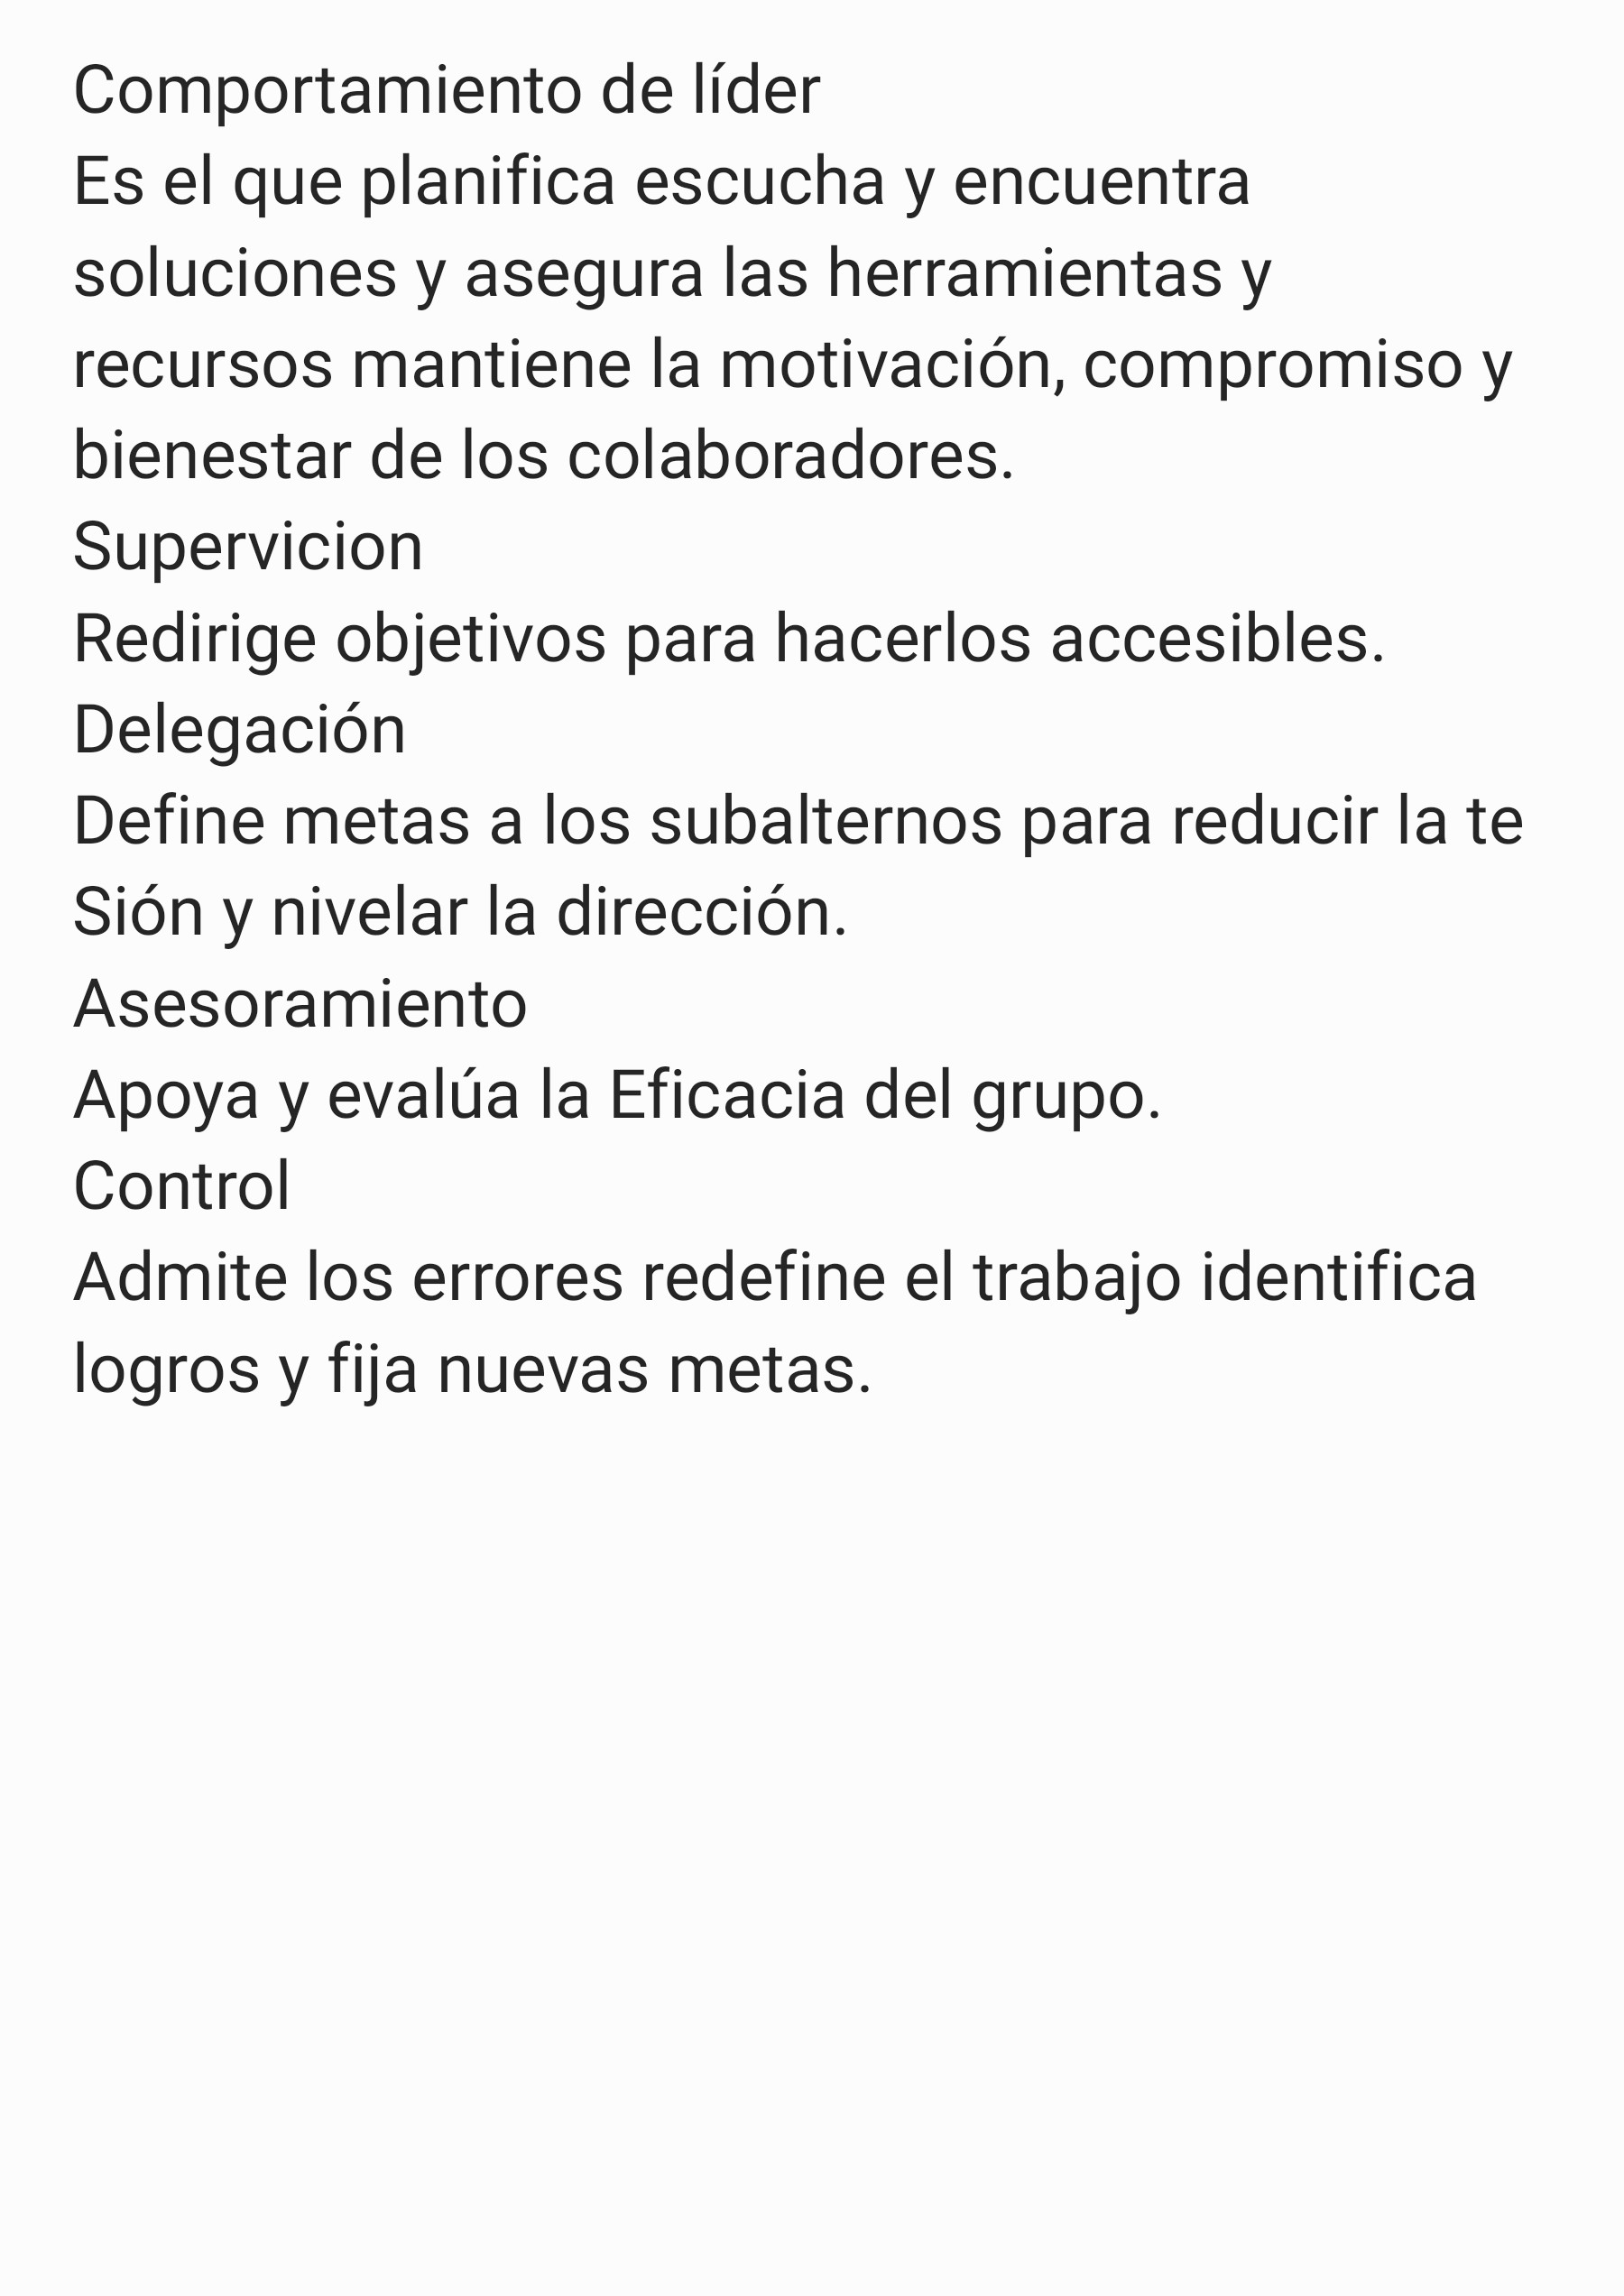 Comportamiento de líder
Es el que planifica escucha y encuentra
soluciones y asegura las herramientas y
recursos mantiene la motivación, compromiso y
bienestar de los colaboradores.
Supervicion
Redirige objetivos para hacerlos accesibles.
Delegación
Define metas a los subalternos para reducir la te
Sión y nivelar la dirección.
Asesoramiento
Apoya y evalúa la Eficacia del grupo.
Control
Admite los errores redefine el trabajo identifica
logros y fija nuevas metas.